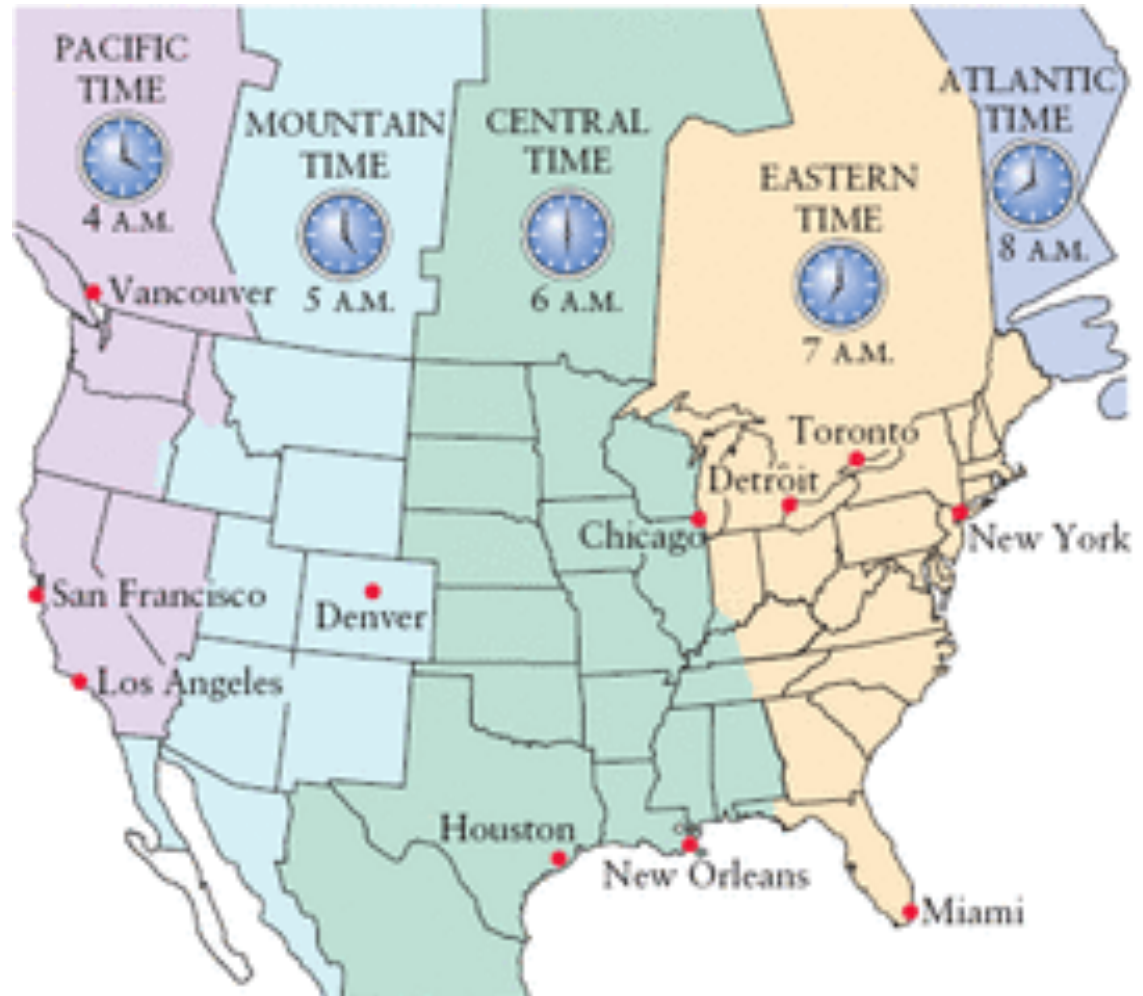 PACIFIC
TIME
4 A.M.
MOUNTAIN
TIME
5 A.M.
CENTRAL
TIME
6 A.M.
EASTERN
TIME
7 A.M.
ATLANTIC
TIME
8 A.M.
Vancouver
Toronto
Detroit
Chicago
New York
San Francisco
Denver
Los Angeles
Houston
New Orleans
Miami